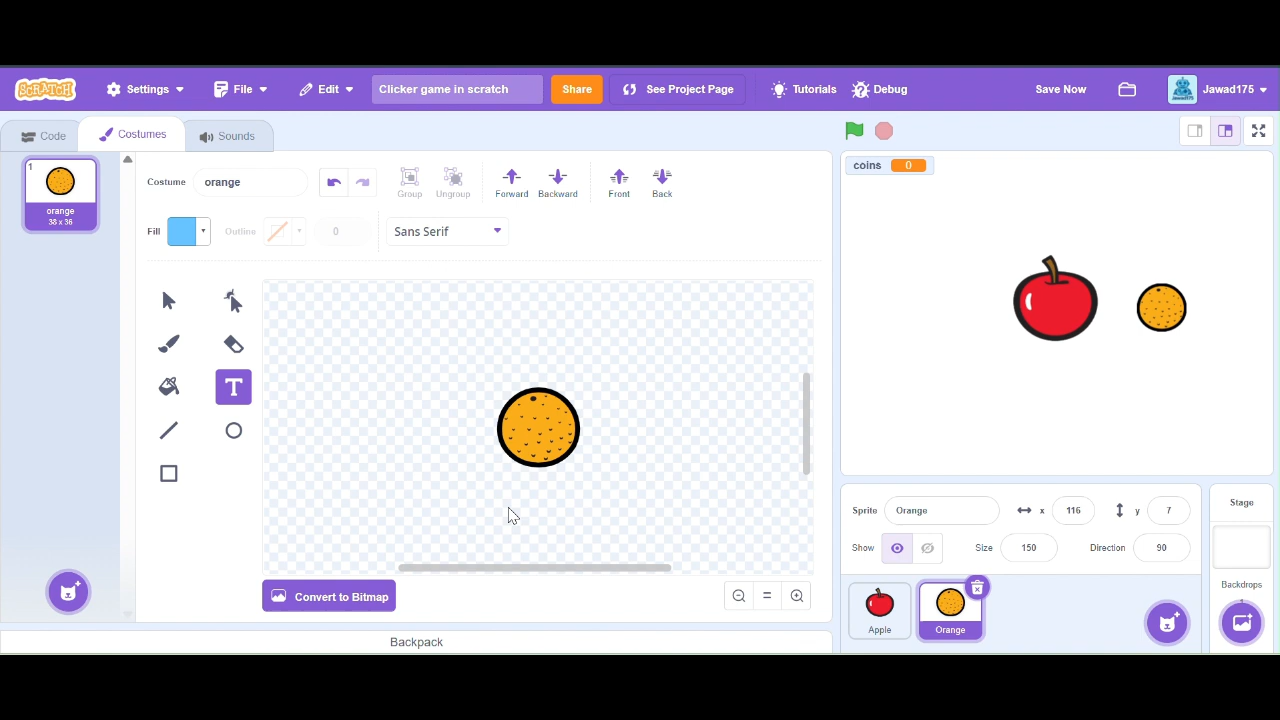 SCRATCH Settings File Edit Clicker game in scratch Share See Project Page Tutorials Debug Save Now Jawad175
Code Costumes Sounds
coins 0
1
orange
38 x 36
Costume orange Group Ungroup Forward Backward Front Back
Fill Outline 0 Sans Serif
T
Convert to Bitmap
Backpack
Sprite Orange x 116 y 7
Show Size 150 Direction 90
Apple Orange
Stage
Backdrops
1